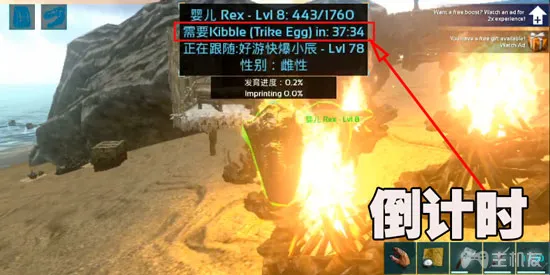 婴儿 Rex - Lvl 8: 443/1760
需要Kibble (Trike Egg) in: 37:34
正在跟随:好游快爆小辰 - Lvl 78
性别：雌性
发育进度：0.2%
Imprinting 0.0%
Want a free boost? Watch an ad for
2x experience!
You have a free gift available!
Watch Ad
婴儿 Rex - Lvl 8
倒计时
主机友